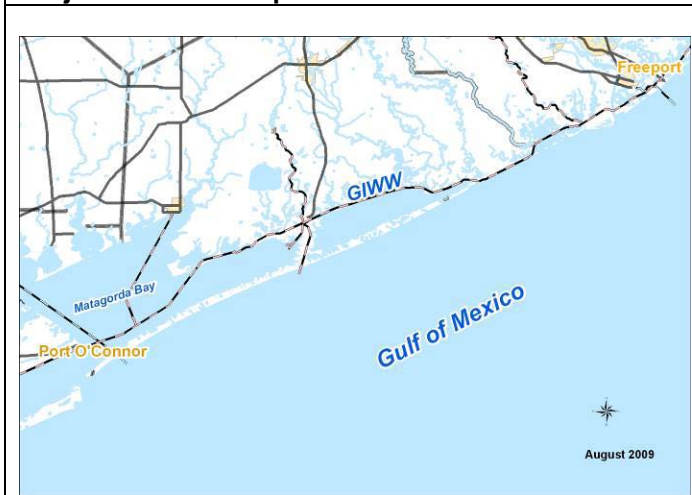 Freeport
GIWW
Matagorda Bay
Gulf of Mexico
Port O'Connor
August 2009